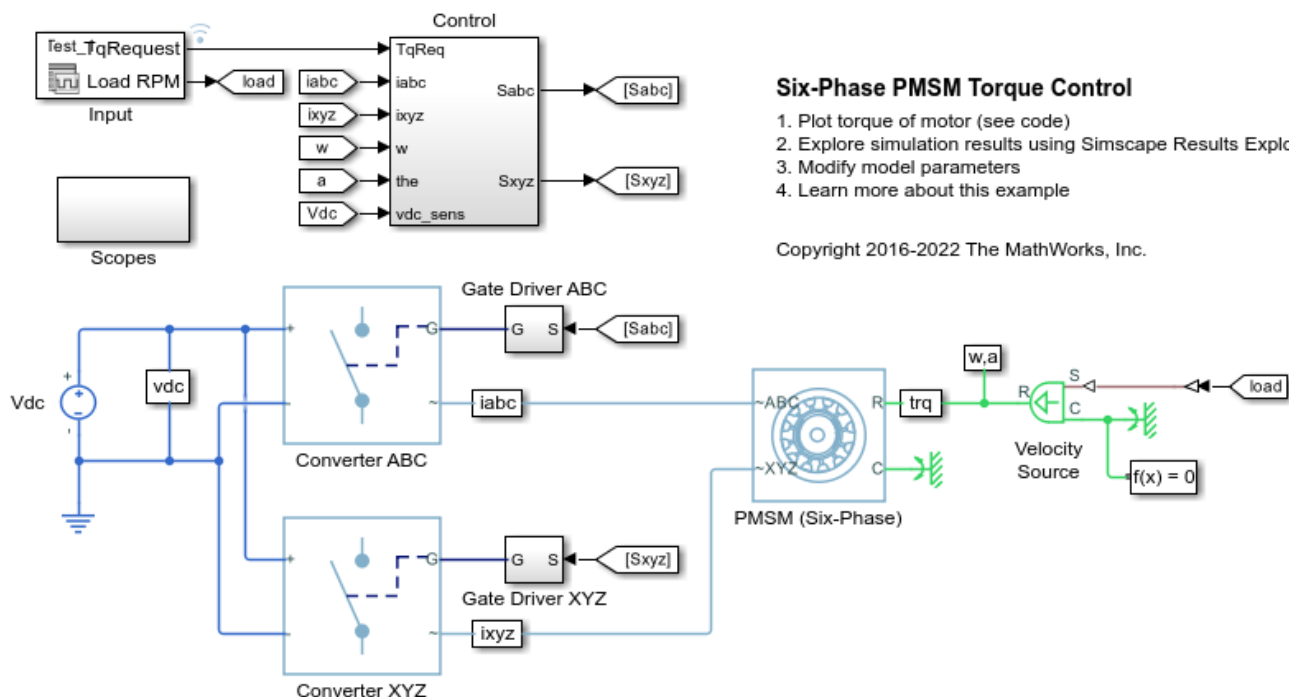 Control
Test_TqRequest
Load RPM
load
Input
TqReq
iabc
iabc
ixyz
ixyz
w
w
a
the
Vdc
vdc_sens
Sabc
[Sabc]
Sxyz
[Sxyz]
Scopes
Six-Phase PMSM Torque Control
1. Plot torque of motor (see code)
2. Explore simulation results using Simscape Results Explo
3. Modify model parameters
4. Learn more about this example
Copyright 2016-2022 The MathWorks, Inc.
Gate Driver ABC
+
G
G
S
[Sabc]
Vdc
+
-
vdc
-
~
iabc
Converter ABC
~ABC
~XYZ
R
C
PMSM (Six-Phase)
trq
w,a
R
S
C
load
Velocity
Source
f(x) = 0
+
G
G
S
[Sxyz]
Gate Driver XYZ
-
~
ixyz
Converter XYZ